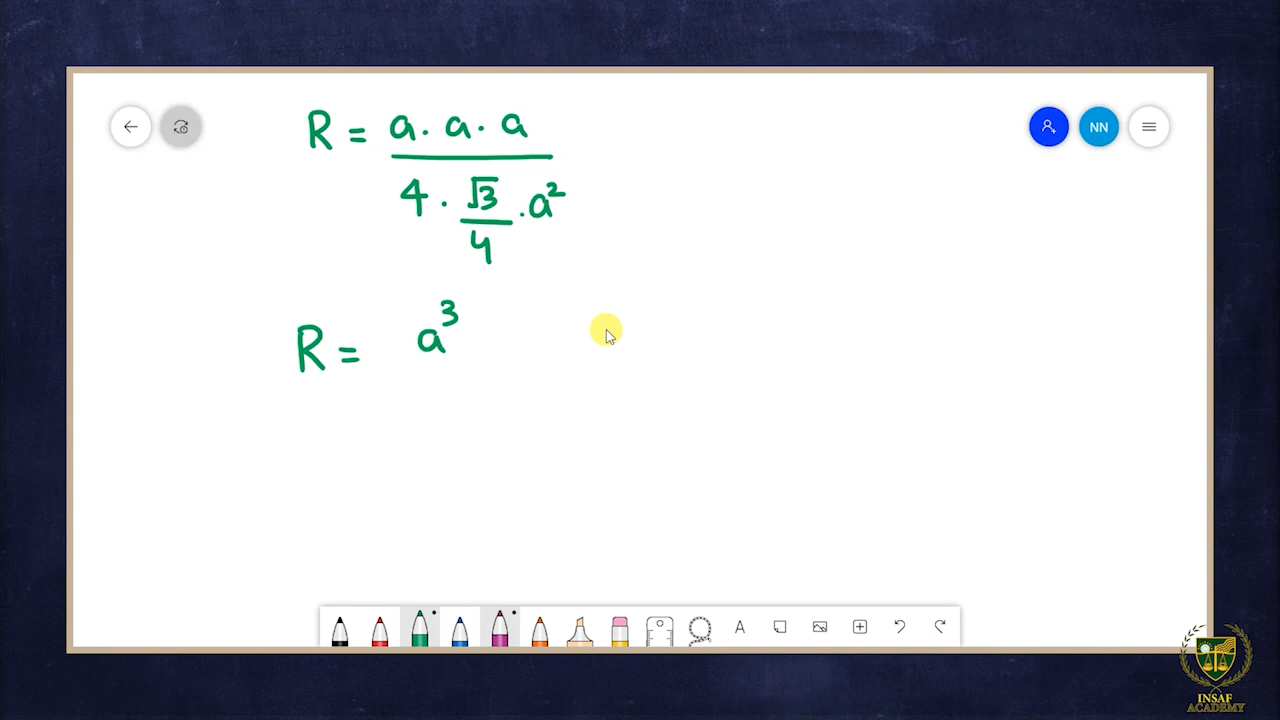 NN
R = a . a . a
4 . √3 . a²
4
R = a³
A
INSAF
ACADEMY